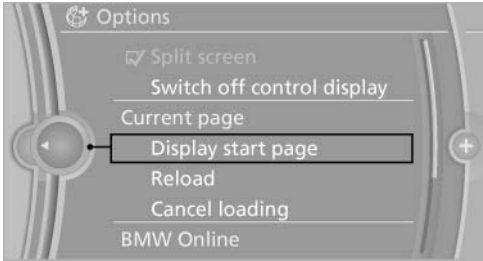 Options
Split screen
Switch off control display
Current page
Display start page
Reload
Cancel loading
BMW Online